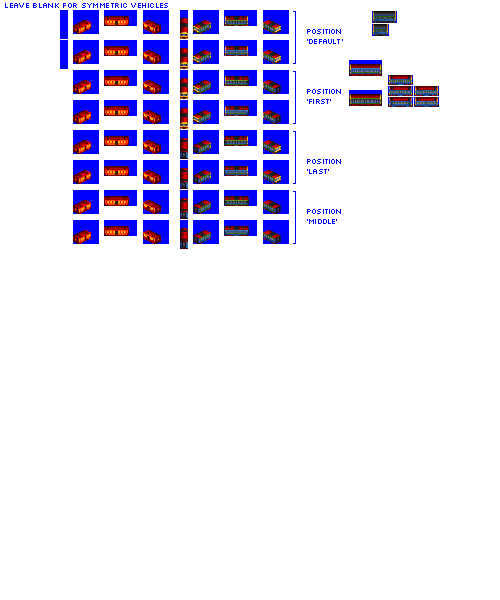 LEAVE BLANK FOR SYMMETRIC VEHICLES
POSITION
'DEFAULT'
POSITION
'FIRST'
POSITION
'LAST'
POSITION
'MIDDLE'